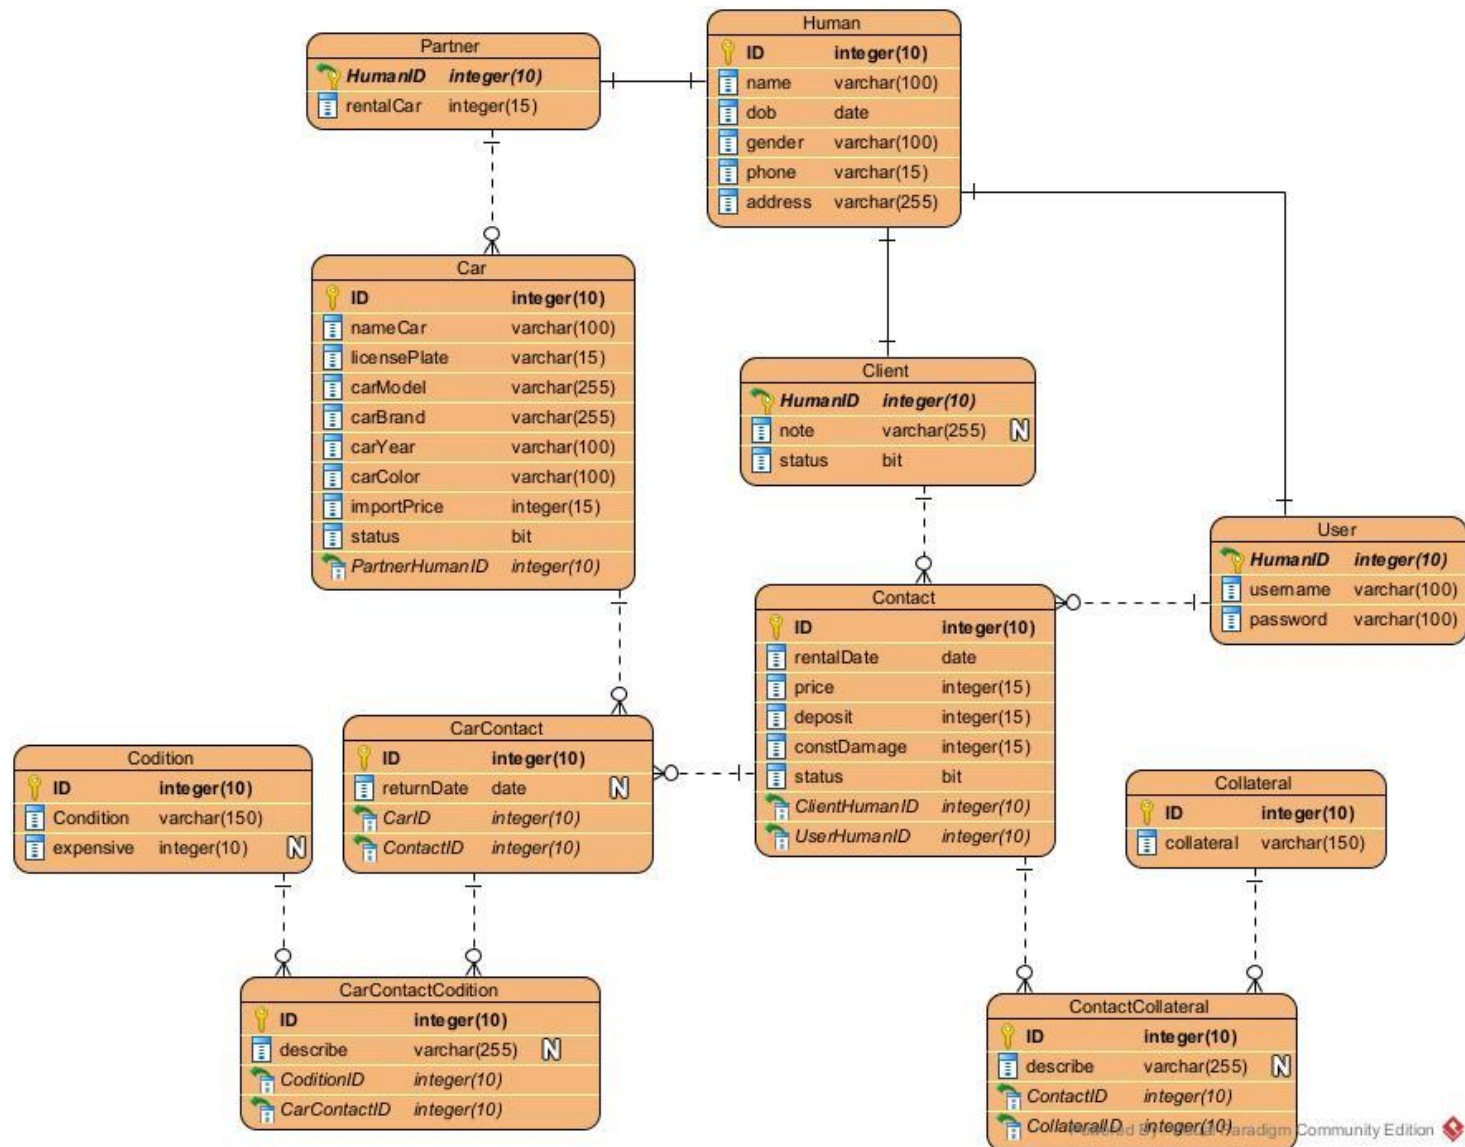 Partner
HumanID integer(10)
rentalCar integer(15)
Human
ID integer(10)
name varchar(100)
dob date
gender varchar(100)
phone varchar(15)
address varchar(255)
Car
ID integer(10)
nameCar varchar(100)
licensePlate varchar(15)
carModel varchar(255)
carBrand varchar(255)
carYear varchar(100)
carColor varchar(100)
importPrice integer(15)
status bit
PartnerHumanID integer(10)
Client
HumanID integer(10)
note varchar(255) N
status bit
User
HumanID integer(10)
username varchar(100)
password varchar(100)
Contact
ID integer(10)
rentalDate date
price integer(15)
deposit integer(15)
constDamage integer(15)
status bit
ClientHumanID integer(10)
UserHumanID integer(10)
CarContact
ID integer(10)
returnDate date N
CarID integer(10)
ContactID integer(10)
Codition
ID integer(10)
Condition varchar(150)
expensive integer(10) N
Collateral
ID integer(10)
collateral varchar(150)
CarContactCodition
ID integer(10)
describe varchar(255) N
CoditionID integer(10)
CarContactID integer(10)
ContactCollateral
ID integer(10)
describe varchar(255) N
ContactID integer(10)
CollateralID integer(10)
Powered By Visual Paradigm Community Edition